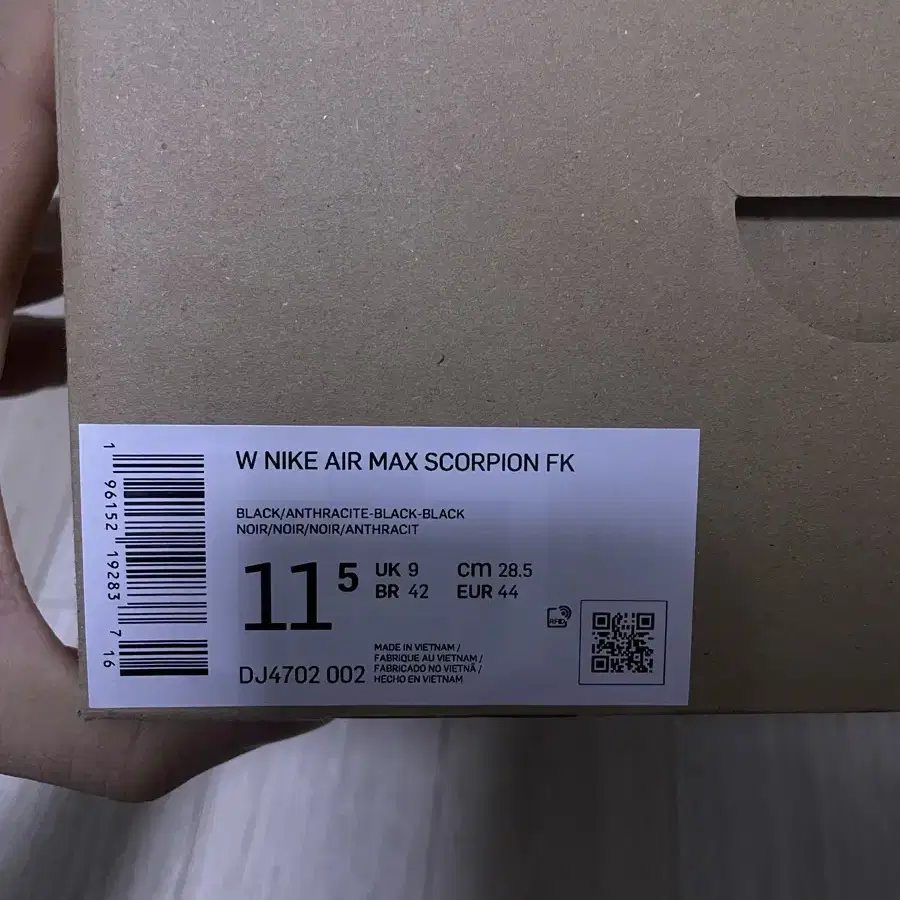 1 96152 19283 7 16
W NIKE AIR MAX SCORPION FK
BLACK/ANTHRACITE-BLACK-BLACK
NOIR/NOIR/NOIR/ANTHRACIT
11 5
UK 9 cm 28.5
BR 42 EUR 44
RFID
DJ4702 002
MADE IN VIETNAM /
FABRIQUE AU VIETNAM /
FABRICADO NO VIETNÃ /
HECHO EN VIETNAM